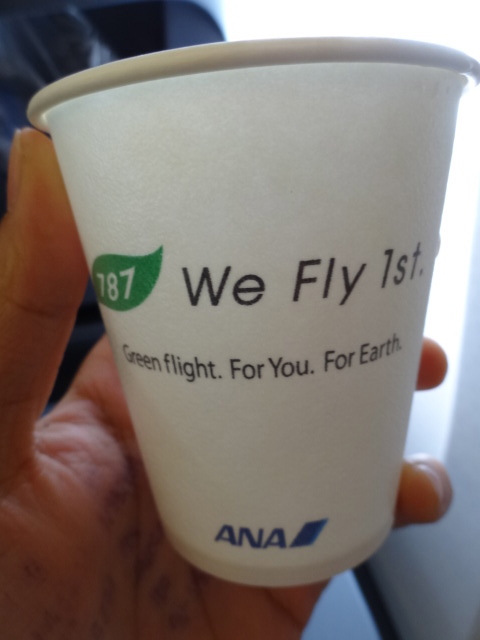 787 We Fly 1st.
Green flight. For You. For Earth.
ANA